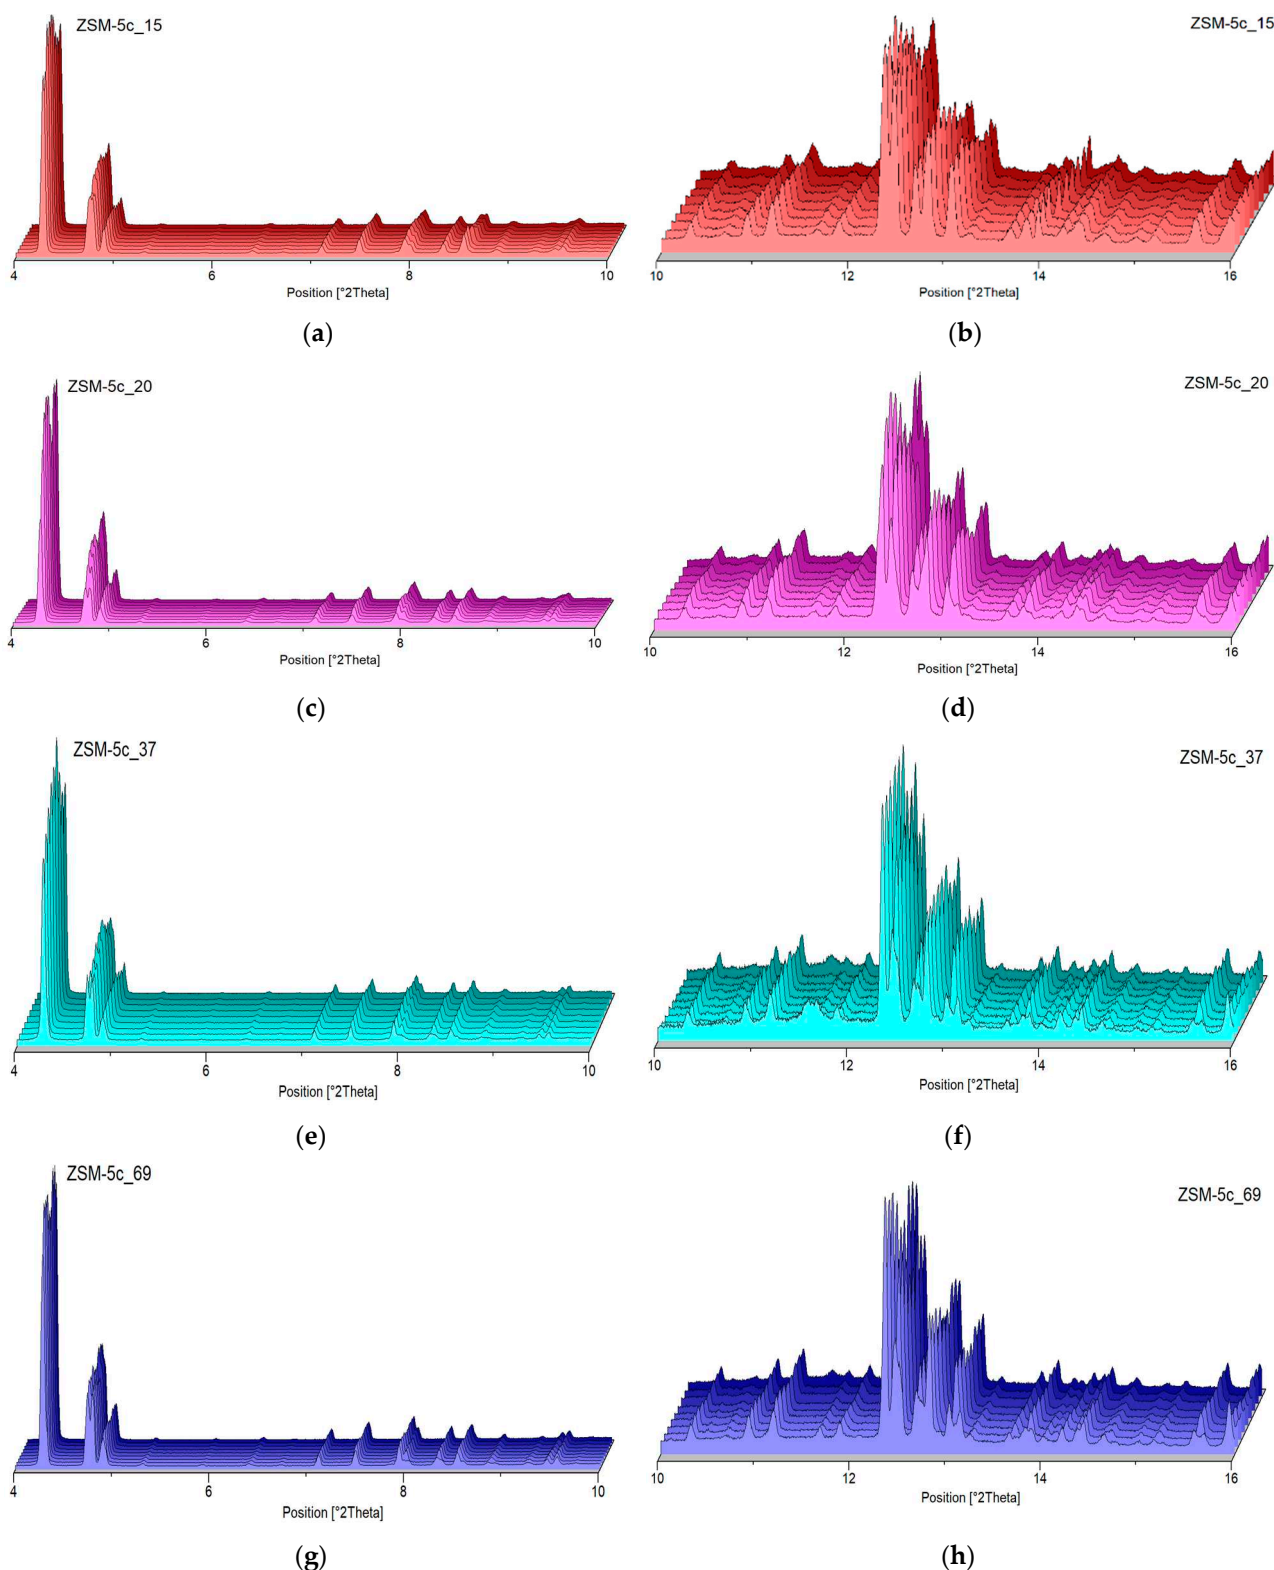 ZSM-5c_15
4 6 8 10
Position [°2Theta]
(a)
ZSM-5c_15
10 12 14 16
Position [°2Theta]
(b)
ZSM-5c_20
4 6 8 10
Position [°2Theta]
(c)
ZSM-5c_20
10 12 14 16
Position [°2Theta]
(d)
ZSM-5c_37
4 6 8 10
Position [°2Theta]
(e)
ZSM-5c_37
10 12 14 16
Position [°2Theta]
(f)
ZSM-5c_69
4 6 8 10
Position [°2Theta]
(g)
ZSM-5c_69
10 12 14 16
Position [°2Theta]
(h)